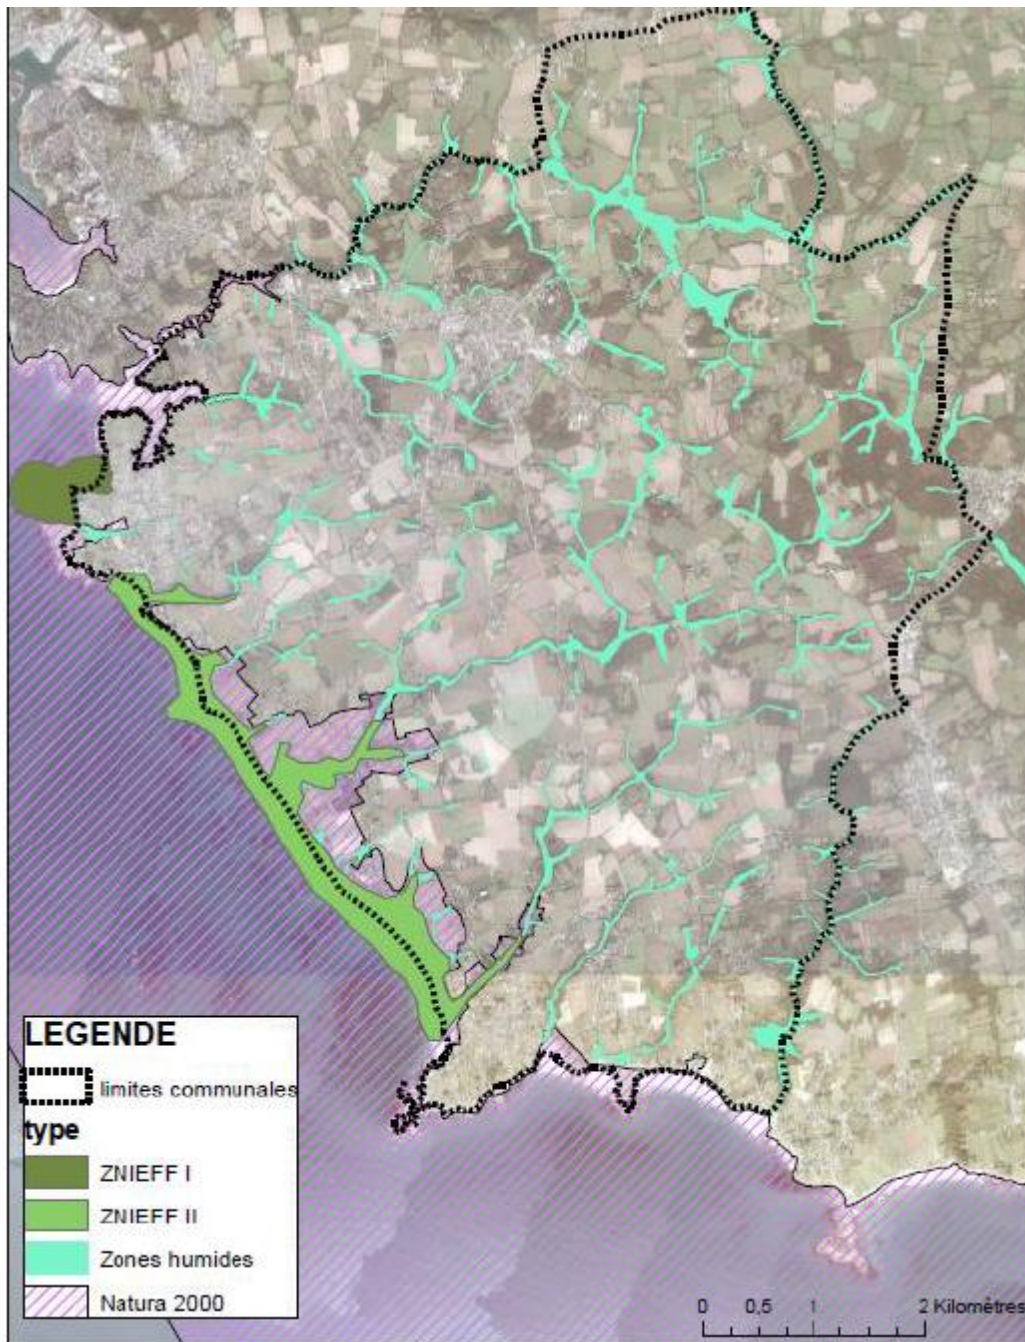 LEGENDE
limites communales
type
ZNIEFF I
ZNIEFF II
Zones humides
Natura 2000
0 0,5 1 2 Kilomètres